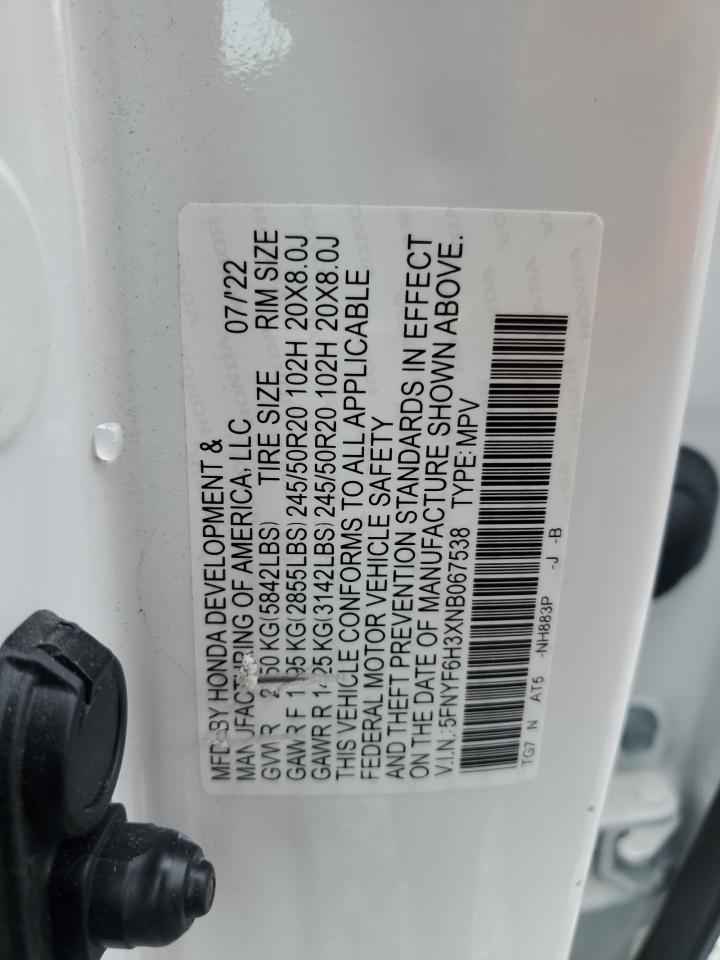 MFD. BY HONDA DEVELOPMENT &
MANUFACTURING OF AMERICA, LLC 07/'22
GVWR KG(5842LBS) TIRE SIZE RIM SIZE
GAWR F KG(2855LBS) 245/50R20 102H 20X8.0J
GAWR R 1425 KG(3142LBS) 245/50R20 102H 20X8.0J
THIS VEHICLE CONFORMS TO ALL APPLICABLE
FEDERAL MOTOR VEHICLE SAFETY
AND THEFT PREVENTION STANDARDS IN EFFECT
ON THE DATE OF MANUFACTURE SHOWN ABOVE.
V.I.N.:5FNYF6H3XNB067538 TYPE:MPV
TG7 N AT5 -NH883P -J -B